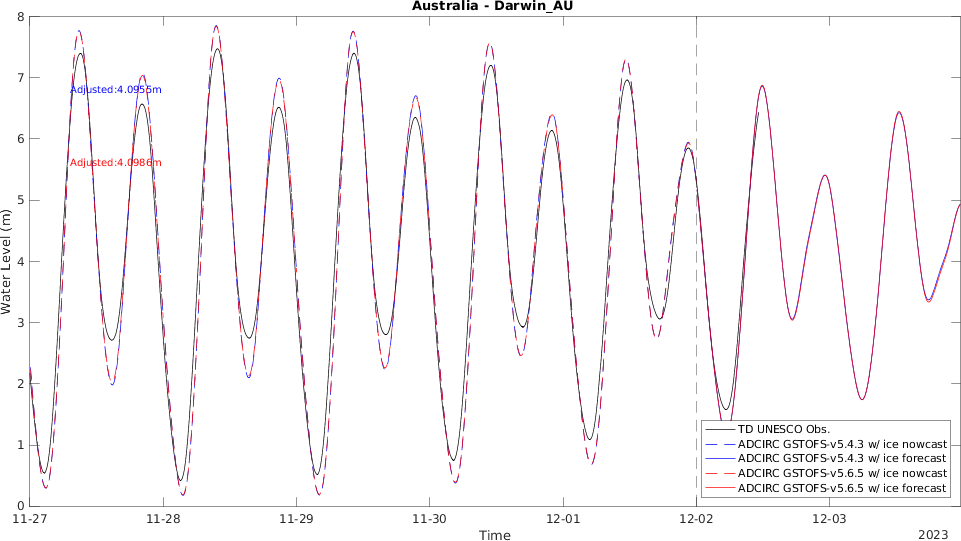 Australia - Darwin_AU
8
7
6
5
4
3
2
1
0
Water Level (m)
Adjusted:4.0955m
Adjusted:4.0986m
TD UNESCO Obs.
ADCIRC GSTOFS-v5.4.3 w/ ice nowcast
ADCIRC GSTOFS-v5.4.3 w/ ice forecast
ADCIRC GSTOFS-v5.6.5 w/ ice nowcast
ADCIRC GSTOFS-v5.6.5 w/ ice forecast
11-27 11-28 11-29 11-30 12-01 12-02 12-03
Time
2023